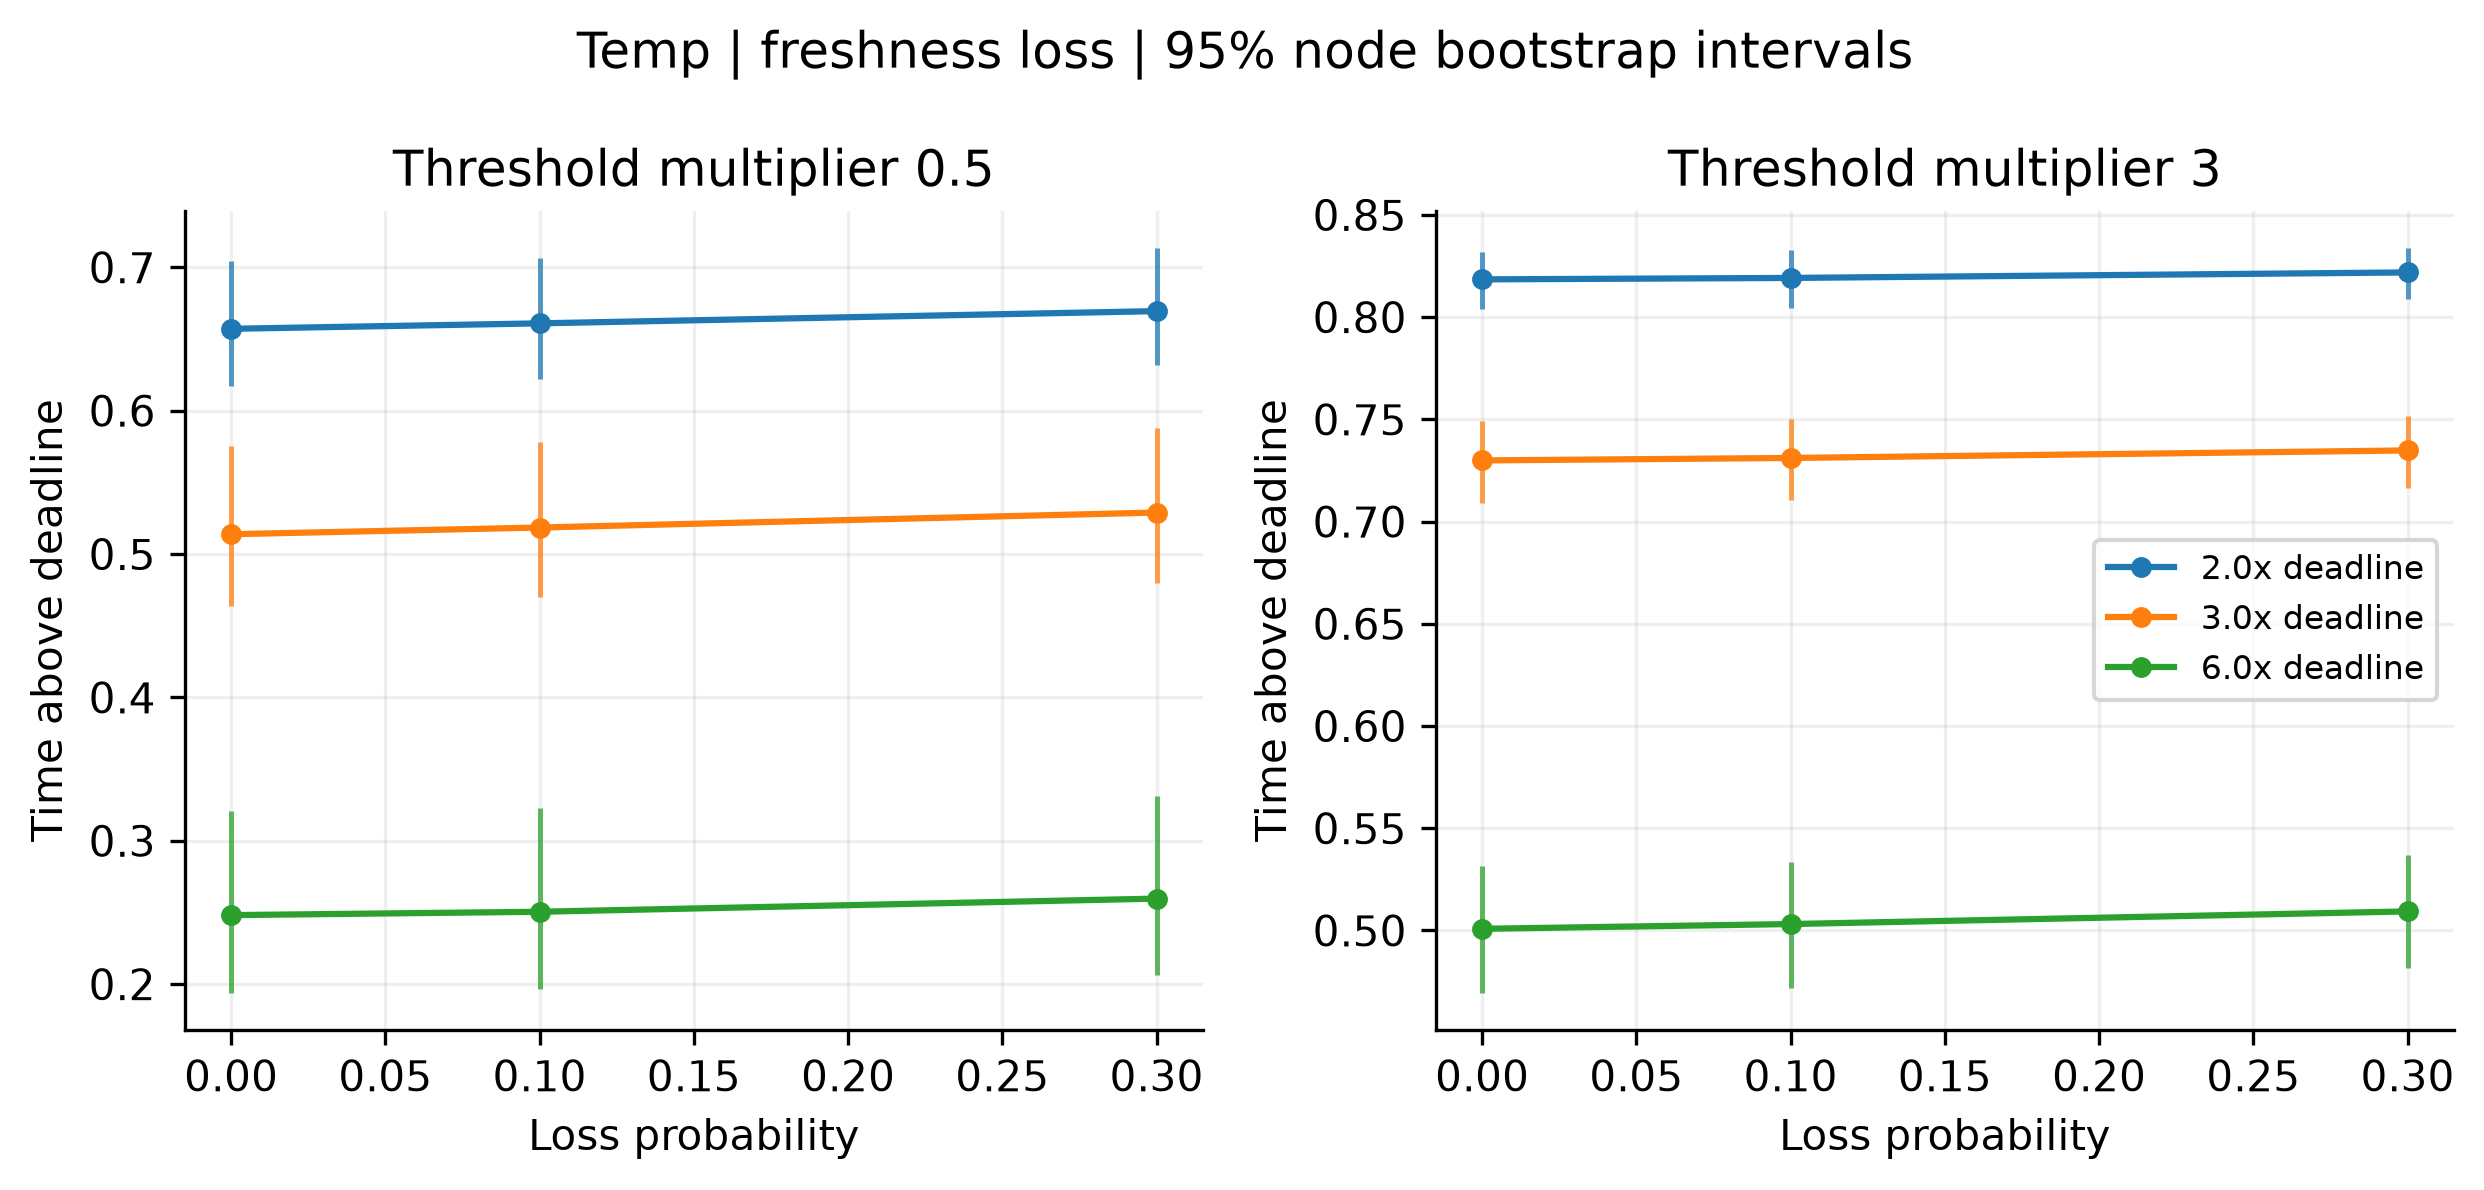 Temp | freshness loss | 95% node bootstrap intervals
Threshold multiplier 0.5
Time above deadline
0.7
0.6
0.5
0.4
0.3
0.2
0.00 0.05 0.10 0.15 0.20 0.25 0.30
Loss probability
Threshold multiplier 3
Time above deadline
0.85
0.80
0.75
0.70
0.65
0.60
0.55
0.50
2.0x deadline
3.0x deadline
6.0x deadline
0.00 0.05 0.10 0.15 0.20 0.25 0.30
Loss probability